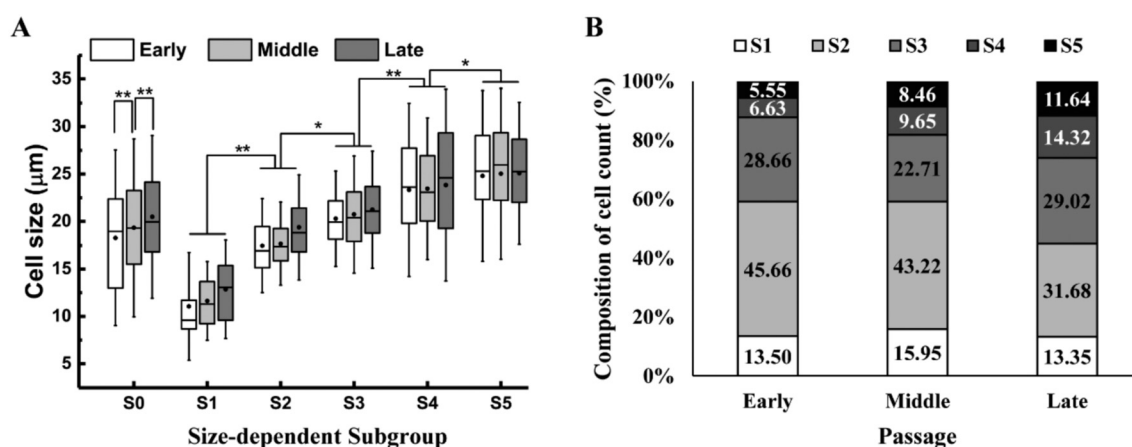 A
Early Middle Late
Cell size (μm)
35
30
25
20
15
10
5
** **
**
*
**
*
S0 S1 S2 S3 S4 S5
Size-dependent Subgroup
B
S1 S2 S3 S4 S5
Composition of cell count (%)
100%
80%
60%
40%
20%
0%
5.55 8.46 11.64
6.63 9.65 14.32
28.66 22.71 29.02
45.66 43.22 31.68
13.50 15.95 13.35
Early Middle Late
Passage